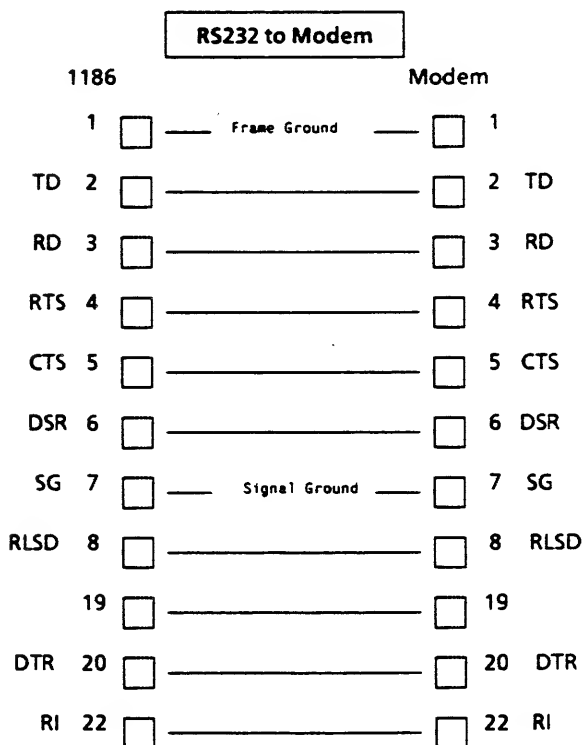 RS232 to Modem
1186 Modem
1 Frame Ground 1
TD 2 2 TD
RD 3 3 RD
RTS 4 4 RTS
CTS 5 5 CTS
DSR 6 6 DSR
SG 7 Signal Ground 7 SG
RLSD 8 8 RLSD
19 19
DTR 20 20 DTR
RI 22 22 RI